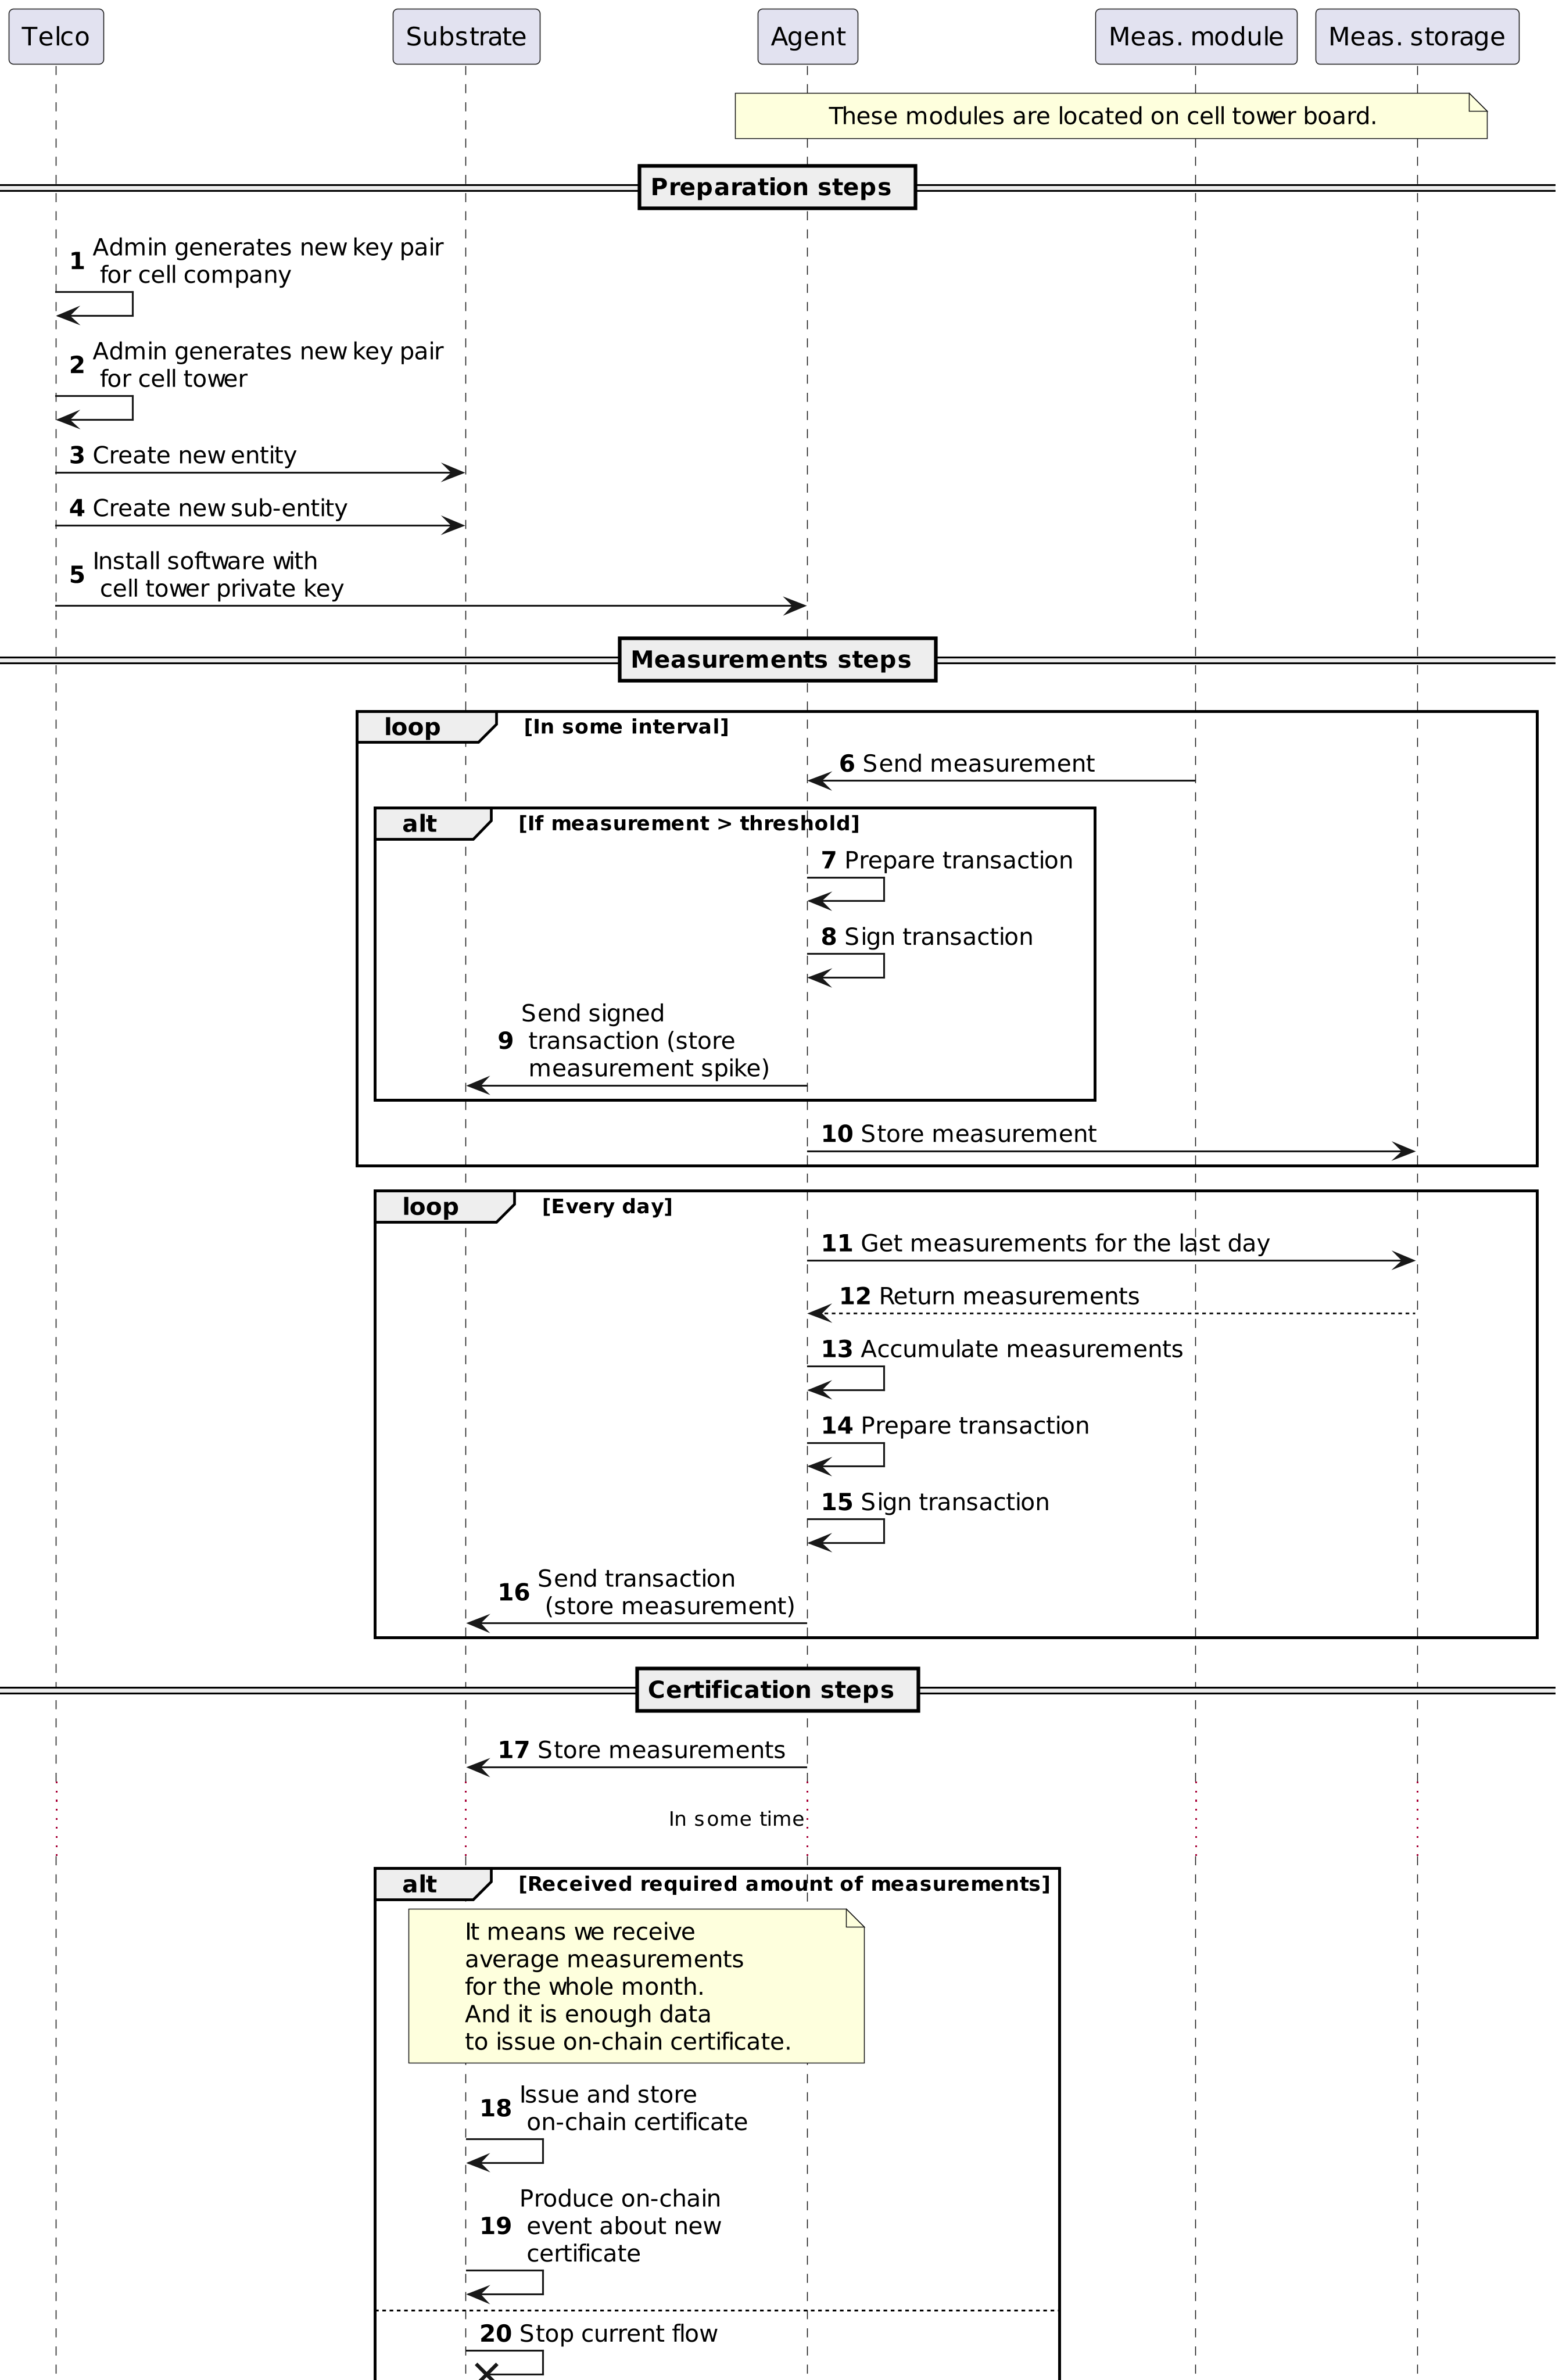 Telco
Substrate
Agent
Meas. module
Meas. storage
These modules are located on cell tower board.
Preparation steps
1 Admin generates new key pair
for cell company
2 Admin generates new key pair
for cell tower
3 Create new entity
4 Create new sub-entity
5 Install software with
cell tower private key
Measurements steps
loop [In some interval]
6 Send measurement
alt [If measurement > threshold]
7 Prepare transaction
8 Sign transaction
9 Send signed
transaction (store
measurement spike)
10 Store measurement
loop [Every day]
11 Get measurements for the last day
12 Return measurements
13 Accumulate measurements
14 Prepare transaction
15 Sign transaction
16 Send transaction
(store measurement)
Certification steps
17 Store measurements
In some time
alt [Received required amount of measurements]
It means we receive
average measurements
for the whole month.
And it is enough data
to issue on-chain certificate.
18 Issue and store
on-chain certificate
19 Produce on-chain
event about new
certificate
20 Stop current flow